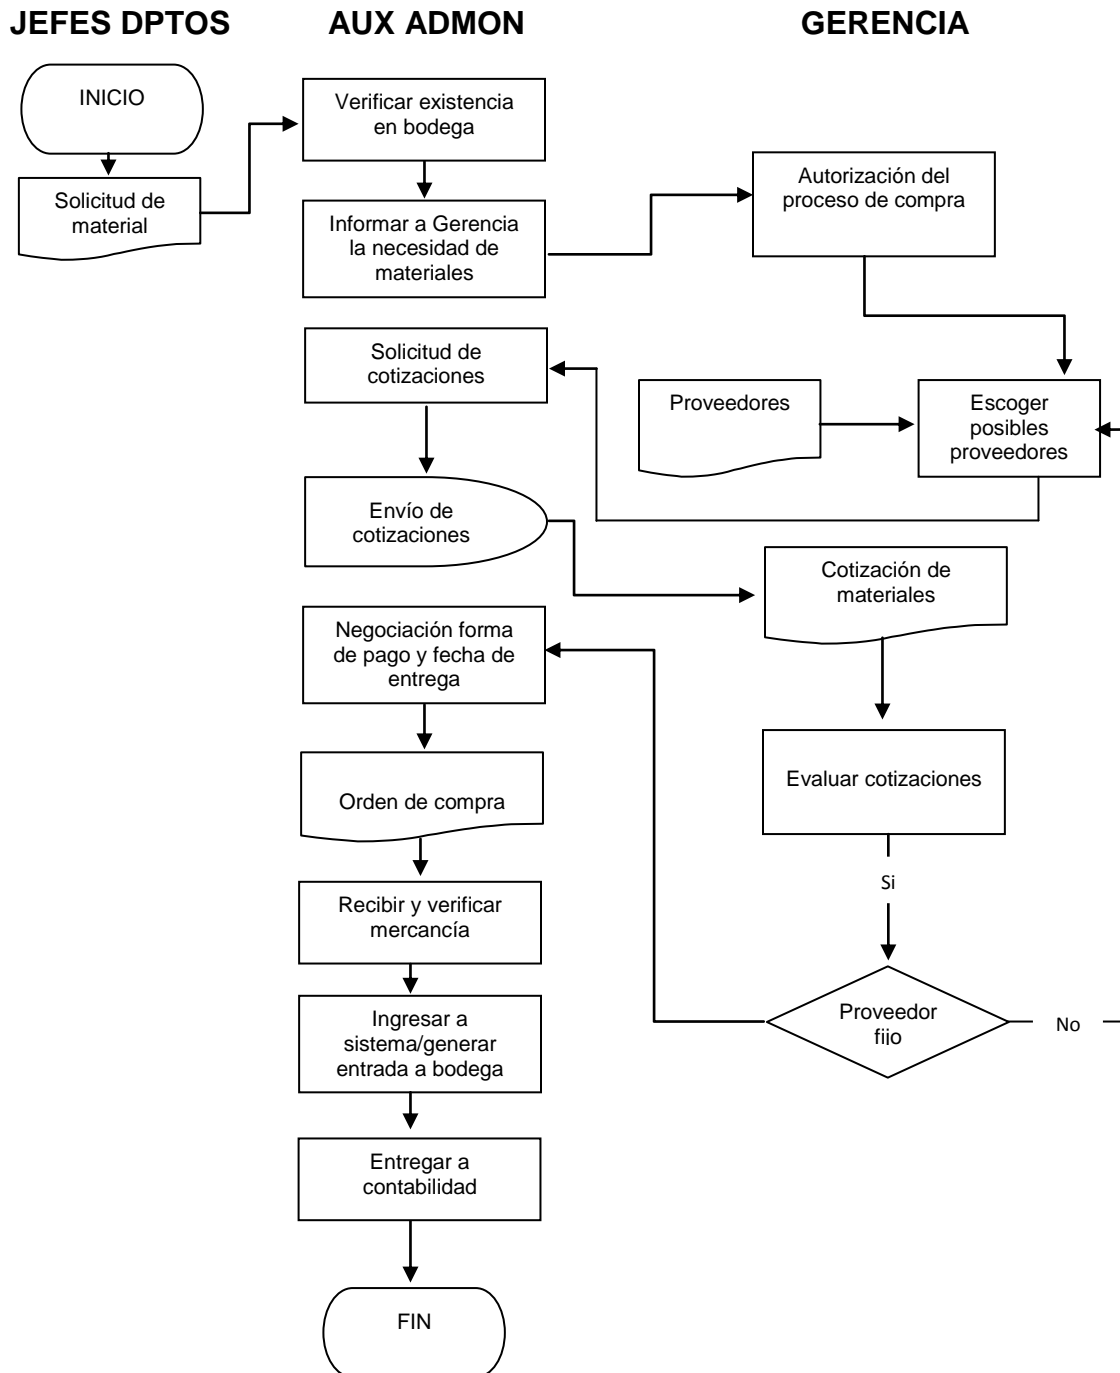 JEFES DPTOS
AUX ADMON
GERENCIA
INICIO
Solicitud de
material
Verificar existencia
en bodega
Informar a Gerencia
la necesidad de
materiales
Autorización del
proceso de compra
Solicitud de
cotizaciones
Proveedores
Escoger
posibles
proveedores
Envío de
cotizaciones
Cotización de
materiales
Negociación forma
de pago y fecha de
entrega
Evaluar cotizaciones
Orden de compra
Si
Recibir y verificar
mercancía
Proveedor
fijo
No
Ingresar a
sistema/generar
entrada a bodega
Entregar a
contabilidad
FIN